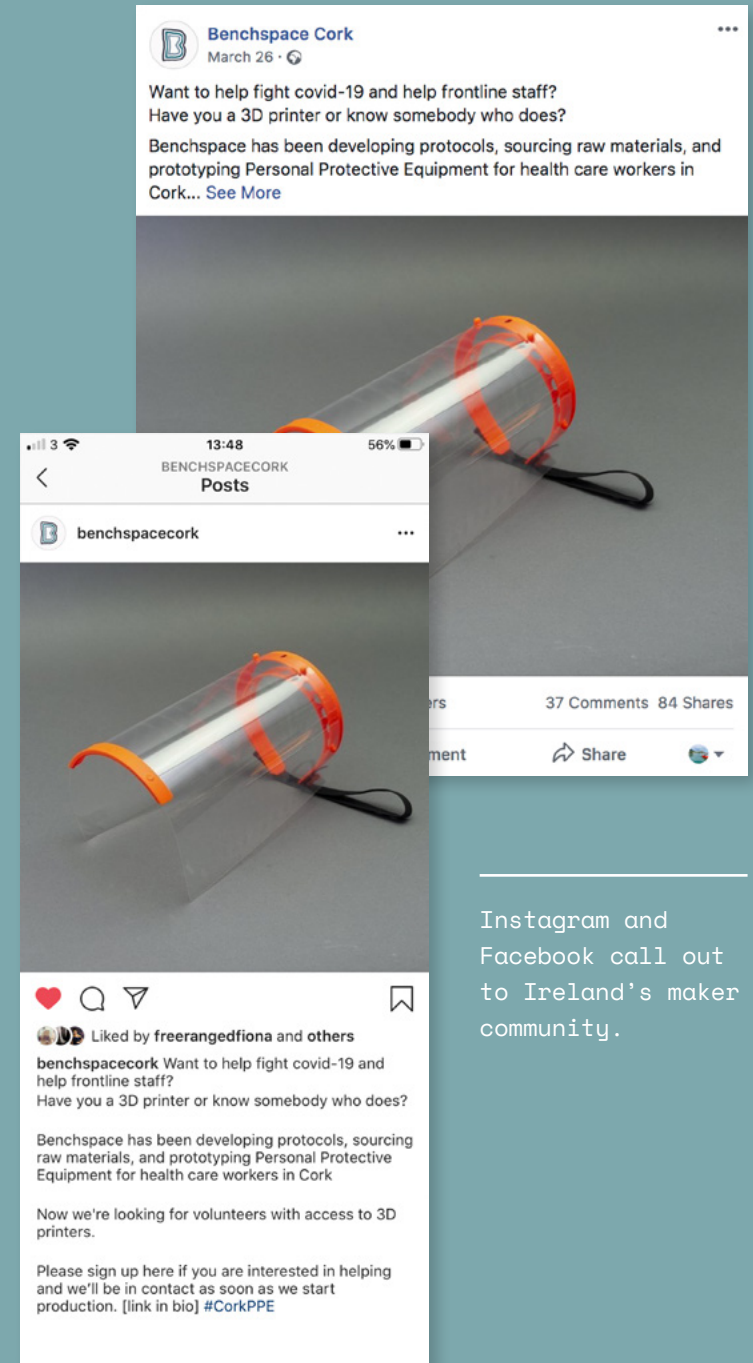 Benchspace Cork
March 26 ·
Want to help fight covid-19 and help frontline staff?
Have you a 3D printer or know somebody who does?
Benchspace has been developing protocols, sourcing raw materials, and
prototyping Personal Protective Equipment for health care workers in
Cork... See More
37 Comments 84 Shares
Share
3
13:48
56%
BENCHSPACECORK
Posts
benchspacecork
Liked by freerangedfiona and others
benchspacecork Want to help fight covid-19 and
help frontline staff?
Have you a 3D printer or know somebody who does?
Benchspace has been developing protocols, sourcing
raw materials, and prototyping Personal Protective
Equipment for health care workers in Cork
Now we're looking for volunteers with access to 3D
printers.
Please sign up here if you are interested in helping
and we'll be in contact as soon as we start
production. [link in bio] #CorkPPE
Instagram and
Facebook call out
to Ireland's maker
community.